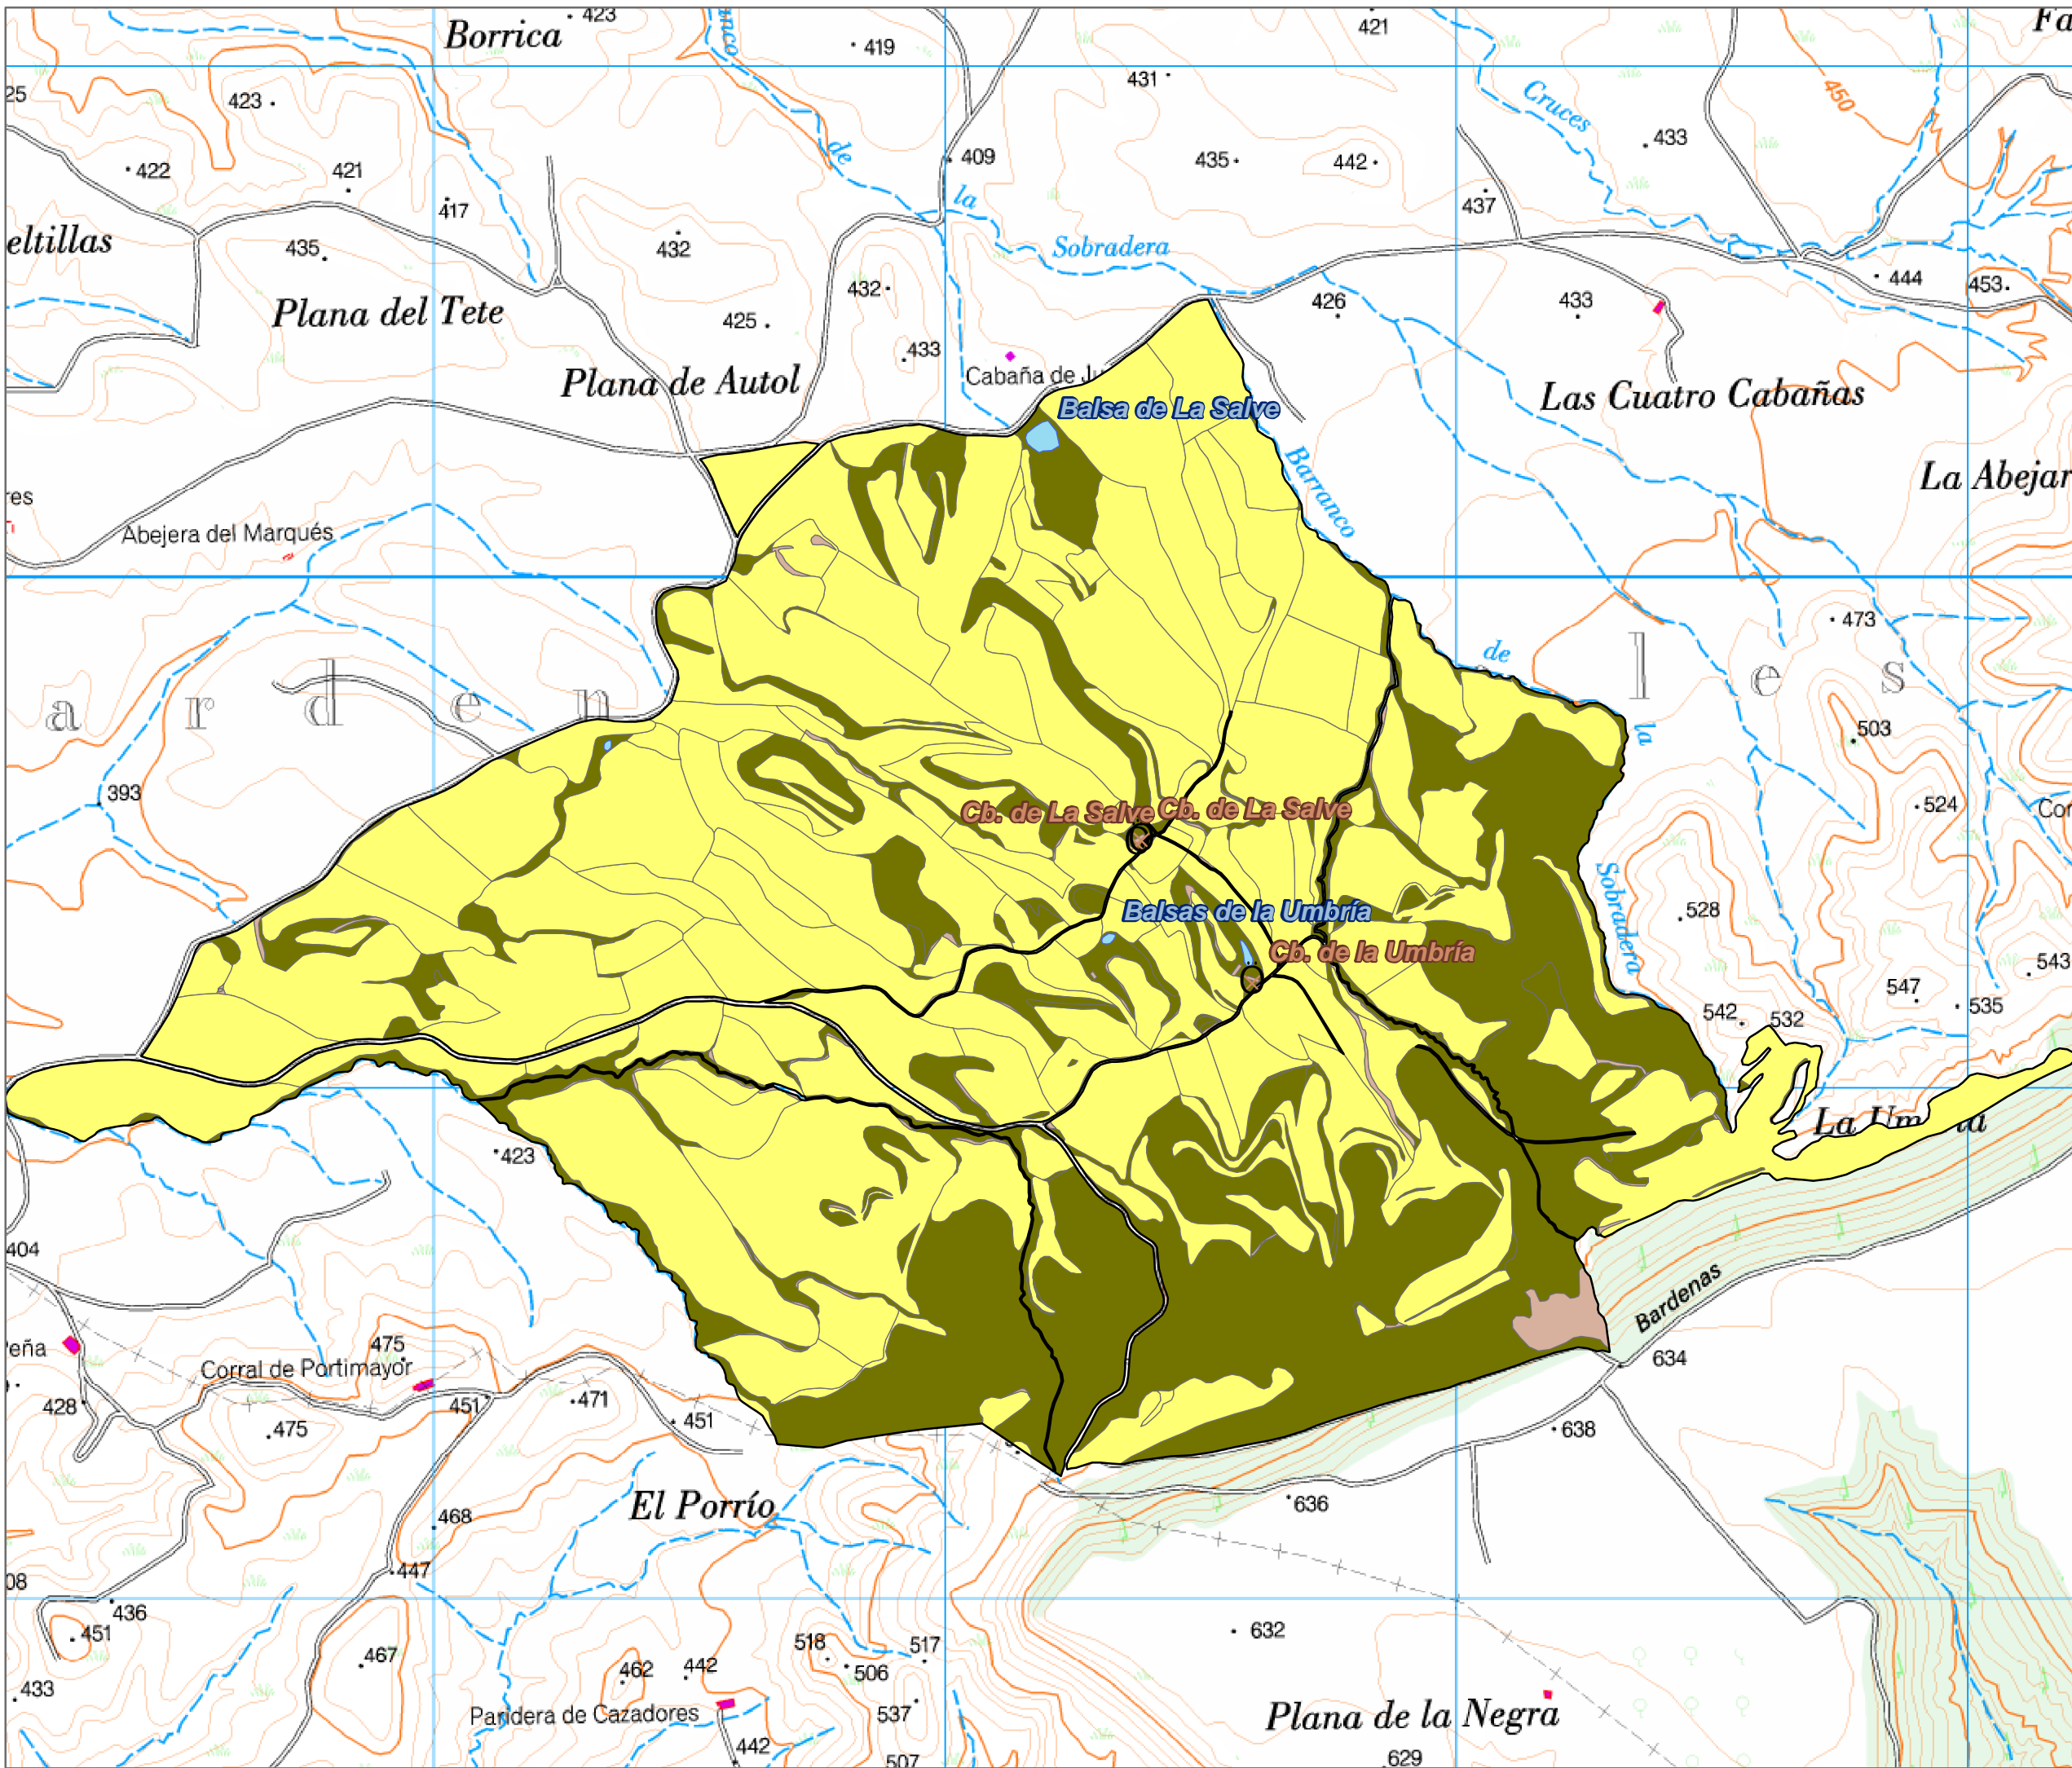 Borrica
423
419
421
431
450
Cruces
25
423
422
421
417
435
432
de
409
la
Sobradera
435
442
433
437
eltillas
Plana del Tete
432
425
433
426
433
444
453
Plana de Autol
Cabaña de Ju
Balsa de La Salve
Las Cuatro Cabañas
La Abejar
res
Abejera del Marqués
Barranco
de
la
Sobradera
473
a r d e n
l e s
503
393
524
Cor
Cb. de La Salve
Cb. de La Salve
Balsas de la Umbría
Cb. de la Umbría
528
547
543
542
532
535
423
404
475
Corral de Portimayor
eña
428
475
451
471
451
Bardenas
634
638
636
El Porrío
468
447
08
436
451
467
433
462
442
518
506
517
537
507
Paridera de Cazadores
442
632
Plana de la Negra
629